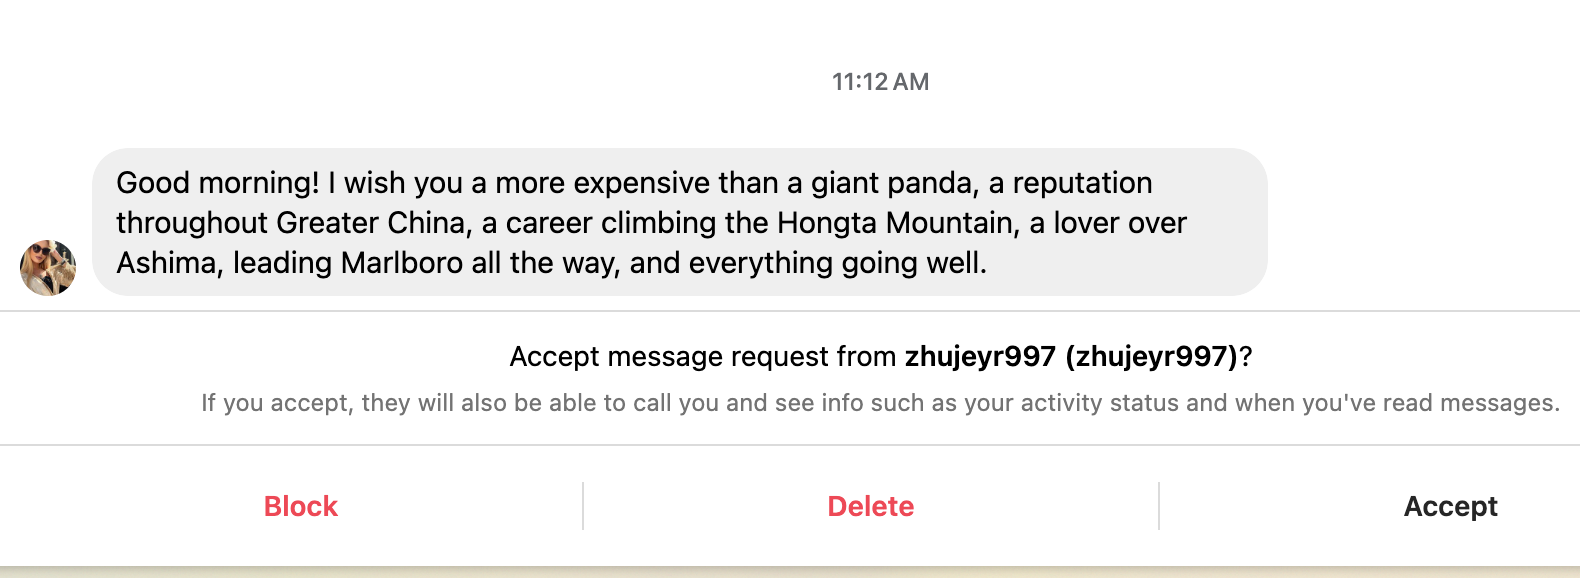 11:12 AM
Good morning! I wish you a more expensive than a giant panda, a reputation
throughout Greater China, a career climbing the Hongta Mountain, a lover over
Ashima, leading Marlboro all the way, and everything going well.
Accept message request from zhujeyr997 (zhujeyr997)?
If you accept, they will also be able to call you and see info such as your activity status and when you've read messages.
Block
Delete
Accept